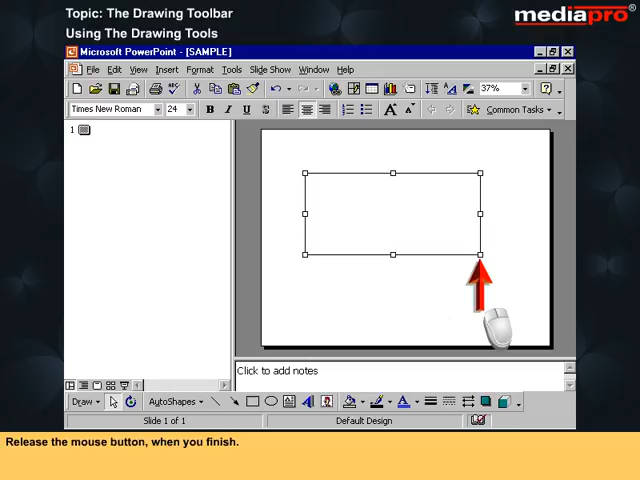 Topic: The Drawing Toolbar
Using The Drawing Tools
mediapro®
Microsoft PowerPoint - [SAMPLE]
File Edit View Insert Format Tools Slide Show Window Help
37%
Times New Roman 24 B I U S A A Common Tasks
1
Click to add notes
Draw AutoShapes A A
Slide 1 of 1 Default Design
Release the mouse button, when you finish.